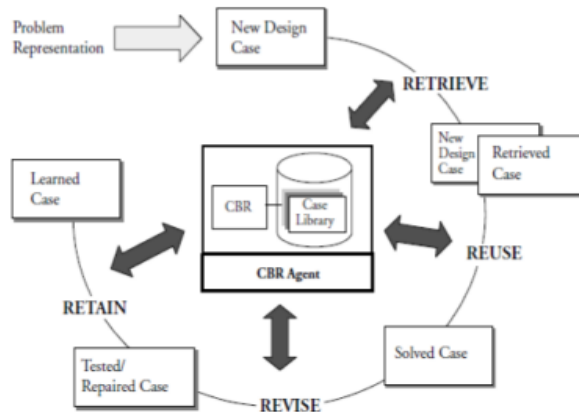 Problem
Representation
New Design
Case
RETRIEVE
New
Design
Case
Retrieved
Case
Learned
Case
CBR
Case
Library
CBR Agent
REUSE
RETAIN
Solved Case
Tested/
Repaired Case
REVISE